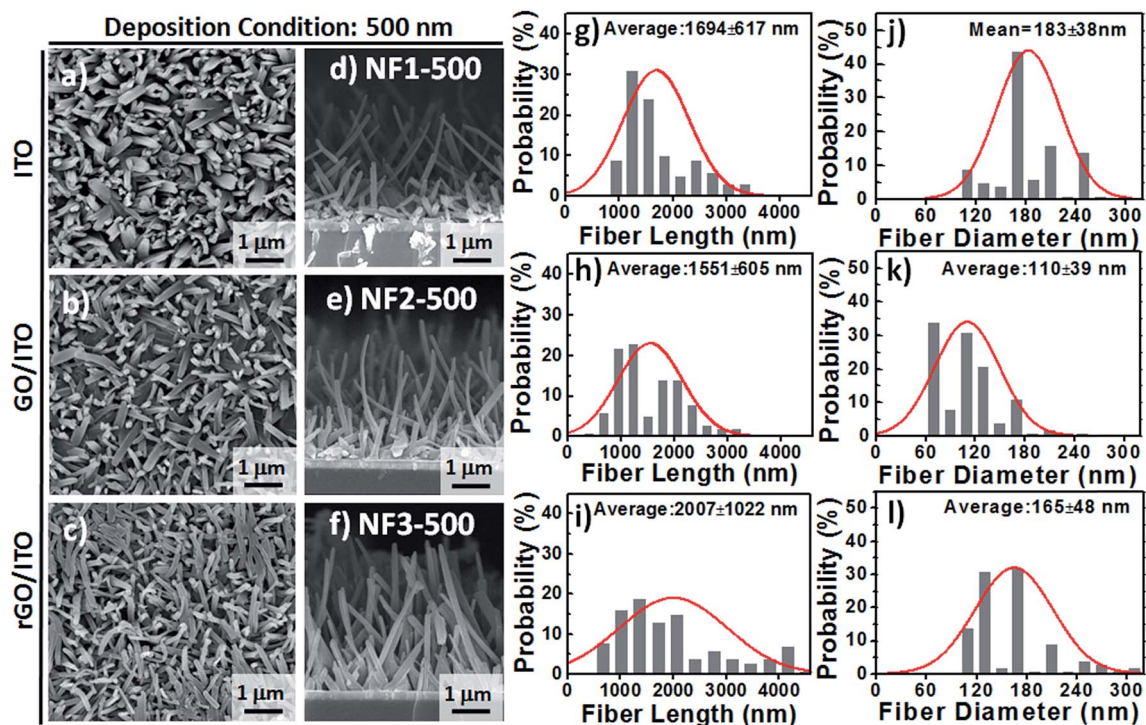 Deposition Condition: 500 nm
ITO
GO/ITO
rGO/ITO
a)
1 µm
d) NF1-500
1 µm
b)
1 µm
e) NF2-500
1 µm
c)
1 µm
f) NF3-500
1 µm
g)
Average:1694±617 nm
Probability (%)
40
30
20
10
0
0 1000 2000 3000 4000
Fiber Length (nm)
j)
Mean=183±38nm
Probability (%)
50
40
30
20
10
0
0 60 120 180 240 300
Fiber Diameter (nm)
h)
Average:1551±605 nm
Probability (%)
40
30
20
10
0
0 1000 2000 3000 4000
Fiber Length (nm)
k)
Average:110±39 nm
Probability (%)
50
40
30
20
10
0
0 60 120 180 240 300
Fiber Diameter (nm)
i)
Average:2007±1022 nm
Probability (%)
40
30
20
10
0
0 1000 2000 3000 4000
Fiber Length (nm)
l)
Average:165±48 nm
Probability (%)
50
40
30
20
10
0
0 60 120 180 240 300
Fiber Diameter (nm)